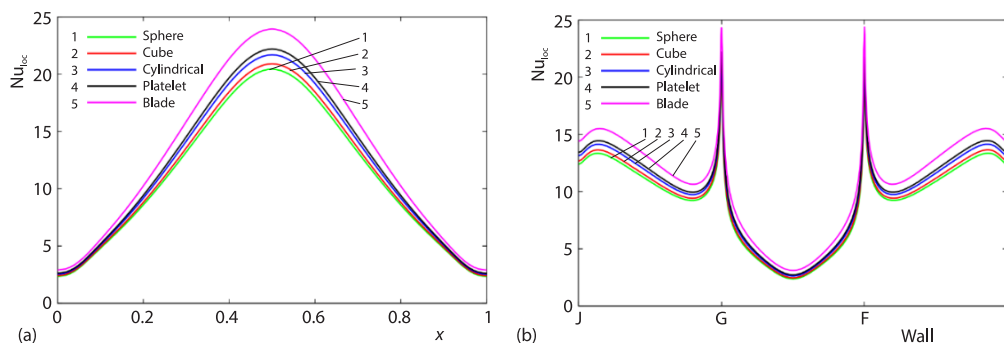 25
20
15
10
5
0
Nu_loc
1 Sphere
2 Cube
3 Cylindrical
4 Platelet
5 Blade
1
2
3
4
5
0 0.2 0.4 0.6 0.8 1
x
(a)
25
20
15
10
5
0
Nu_loc
1 Sphere
2 Cube
3 Cylindrical
4 Platelet
5 Blade
1 2 3 4 5
J G F
Wall
(b)